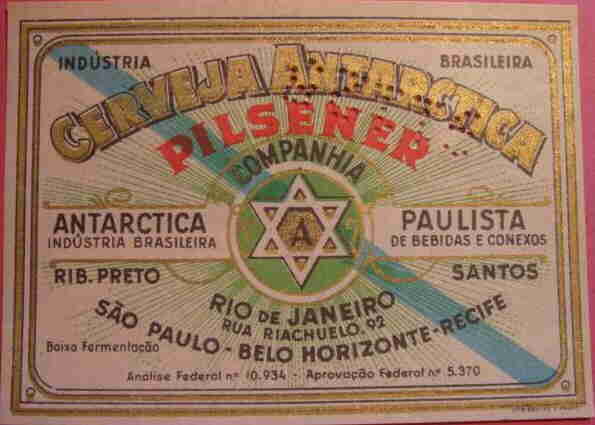 INDÚSTRIA BRASILEIRA
CERVEJA ANTARCTICA
PILSENER
COMPANHIA
A
ANTARCTICA PAULISTA
INDÚSTRIA BRASILEIRA DE BEBIDAS E CONEXOS
RIB. PRETO SANTOS
RIO DE JANEIRO
RUA RIACHUELO, 92
SÃO PAULO - BELO HORIZONTE - RECIFE
Baixa Fermentação
Análise Federal nº 10.934 - Aprovação Federal nº 5.370